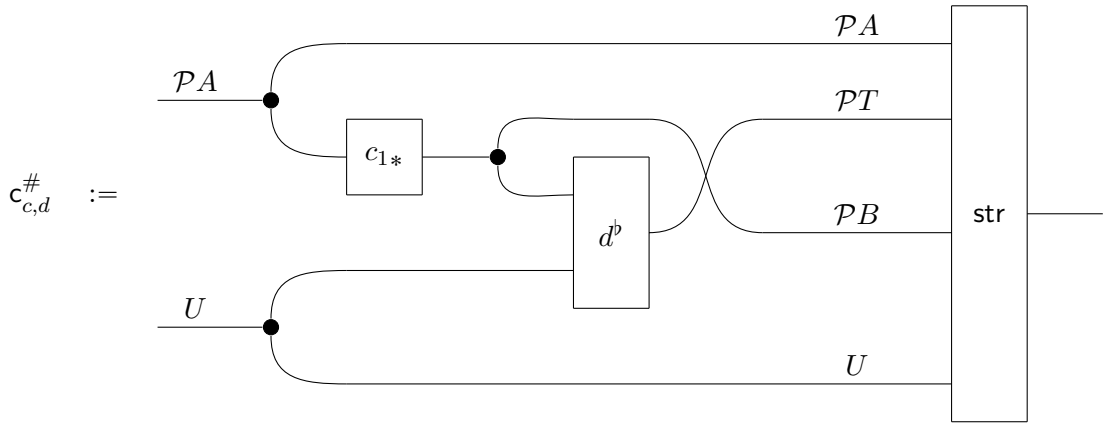 𝒫A
𝒫A
𝒫T
c₁∗
c#c,d :=
d♭
𝒫B
str
U
U